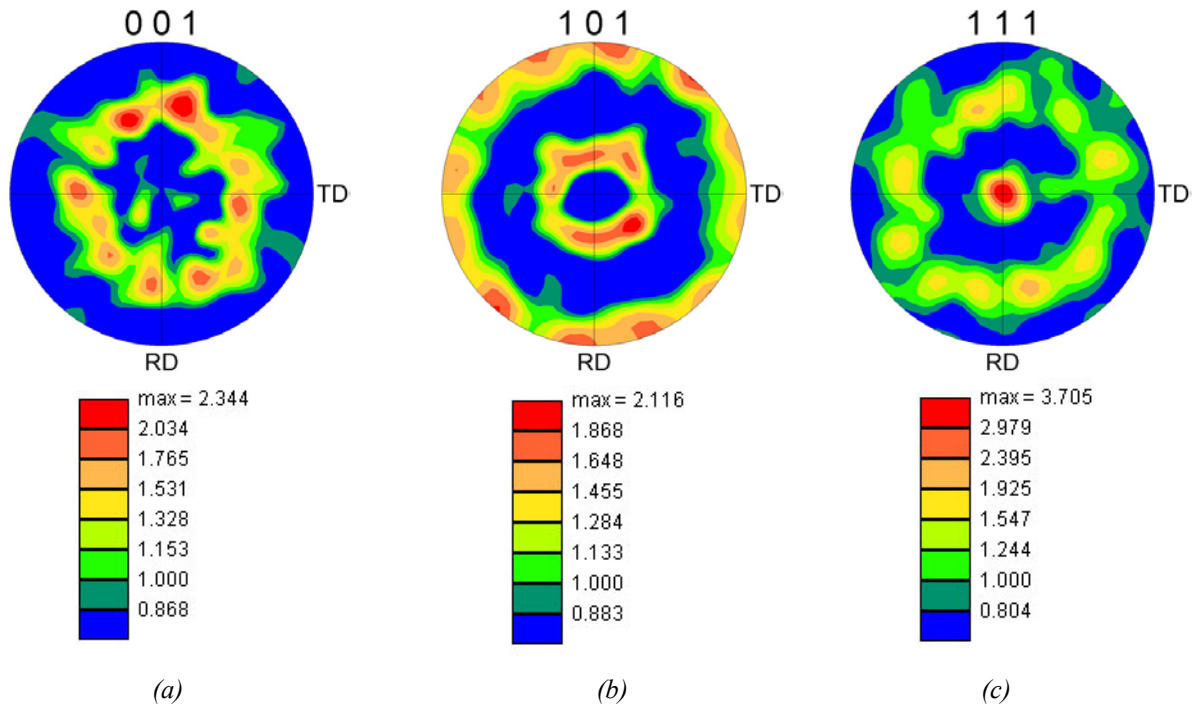 0 0 1
TD
RD
max = 2.344
2.034
1.765
1.531
1.328
1.153
1.000
0.868
(a)
1 0 1
TD
RD
max = 2.116
1.868
1.648
1.455
1.284
1.133
1.000
0.883
(b)
1 1 1
TD
RD
max = 3.705
2.979
2.395
1.925
1.547
1.244
1.000
0.804
(c)